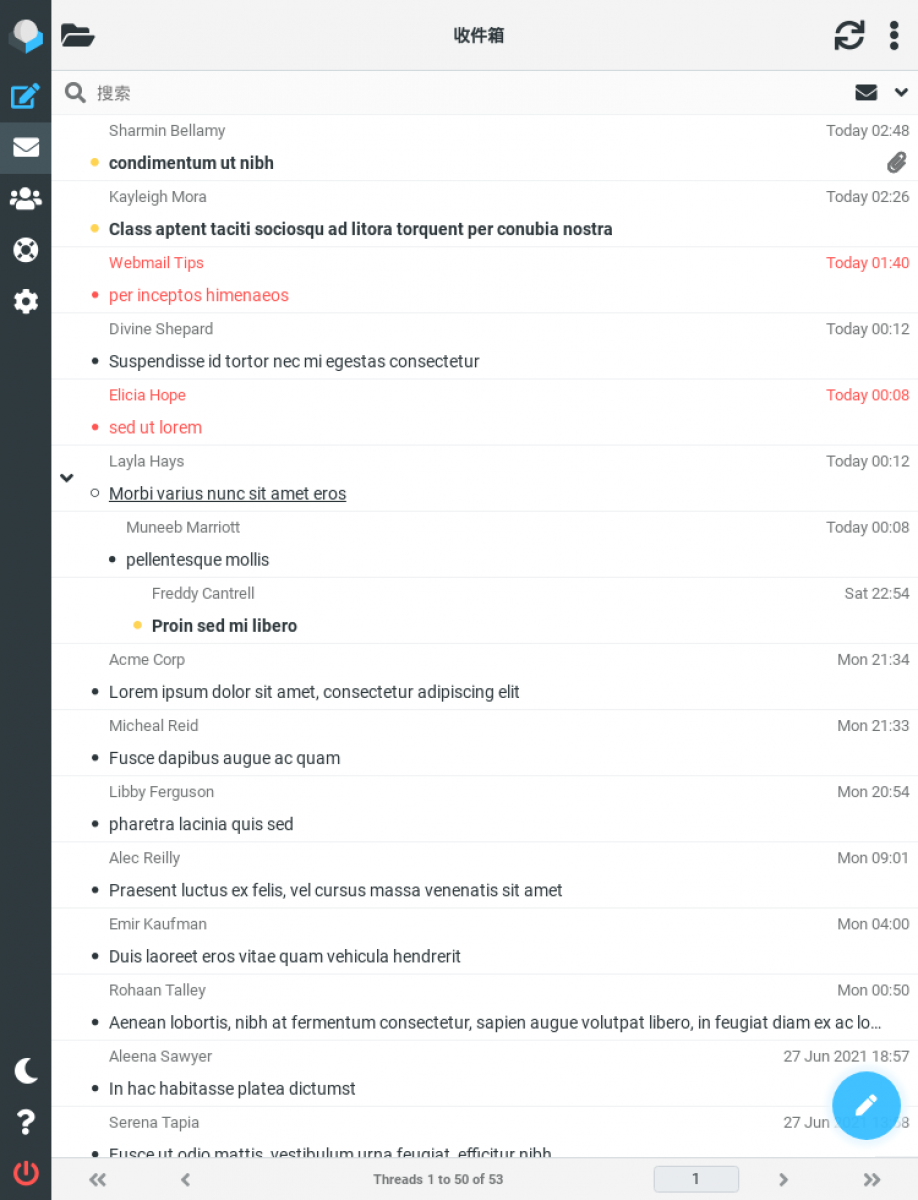 收件箱
搜索
Sharmin Bellamy Today 02:48
condimentum ut nibh
Kayleigh Mora Today 02:26
Class aptent taciti sociosqu ad litora torquent per conubia nostra
Webmail Tips Today 01:40
per inceptos himenaeos
Divine Shepard Today 00:12
Suspendisse id tortor nec mi egestas consectetur
Elicia Hope Today 00:08
sed ut lorem
Layla Hays Today 00:12
Morbi varius nunc sit amet eros
Muneeb Marriott Today 00:08
pellentesque mollis
Freddy Cantrell Sat 22:54
Proin sed mi libero
Acme Corp Mon 21:34
Lorem ipsum dolor sit amet, consectetur adipiscing elit
Micheal Reid Mon 21:33
Fusce dapibus augue ac quam
Libby Ferguson Mon 20:54
pharetra lacinia quis sed
Alec Reilly Mon 09:01
Praesent luctus ex felis, vel cursus massa venenatis sit amet
Emir Kaufman Mon 04:00
Duis laoreet eros vitae quam vehicula hendrerit
Rohaan Talley Mon 00:50
Aenean lobortis, nibh at fermentum consectetur, sapien augue volutpat libero, in feugiat diam ex ac lo...
Aleena Sawyer 27 Jun 2021 18:57
In hac habitasse platea dictumst
Serena Tapia 27 Jun
Fusce ut odio mattis, vestibulum urna feugiat, efficitur nibh
Threads 1 to 50 of 53 1